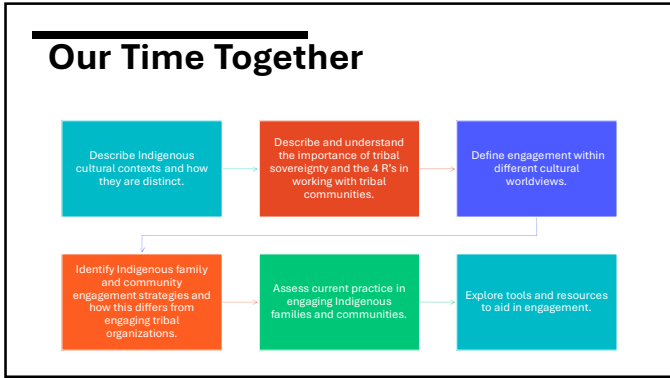 Our Time Together
Describe Indigenous
cultural contexts and how
they are distinct.
Describe and understand
the importance of tribal
sovereignty and the 4 R's in
working with tribal
communities.
Define engagement within
different cultural
worldviews.
Identify Indigenous family
and community
engagement strategies and
how this differs from
engaging tribal
organizations.
Assess current practice in
engaging Indigenous
families and communities.
Explore tools and resources
to aid in engagement.